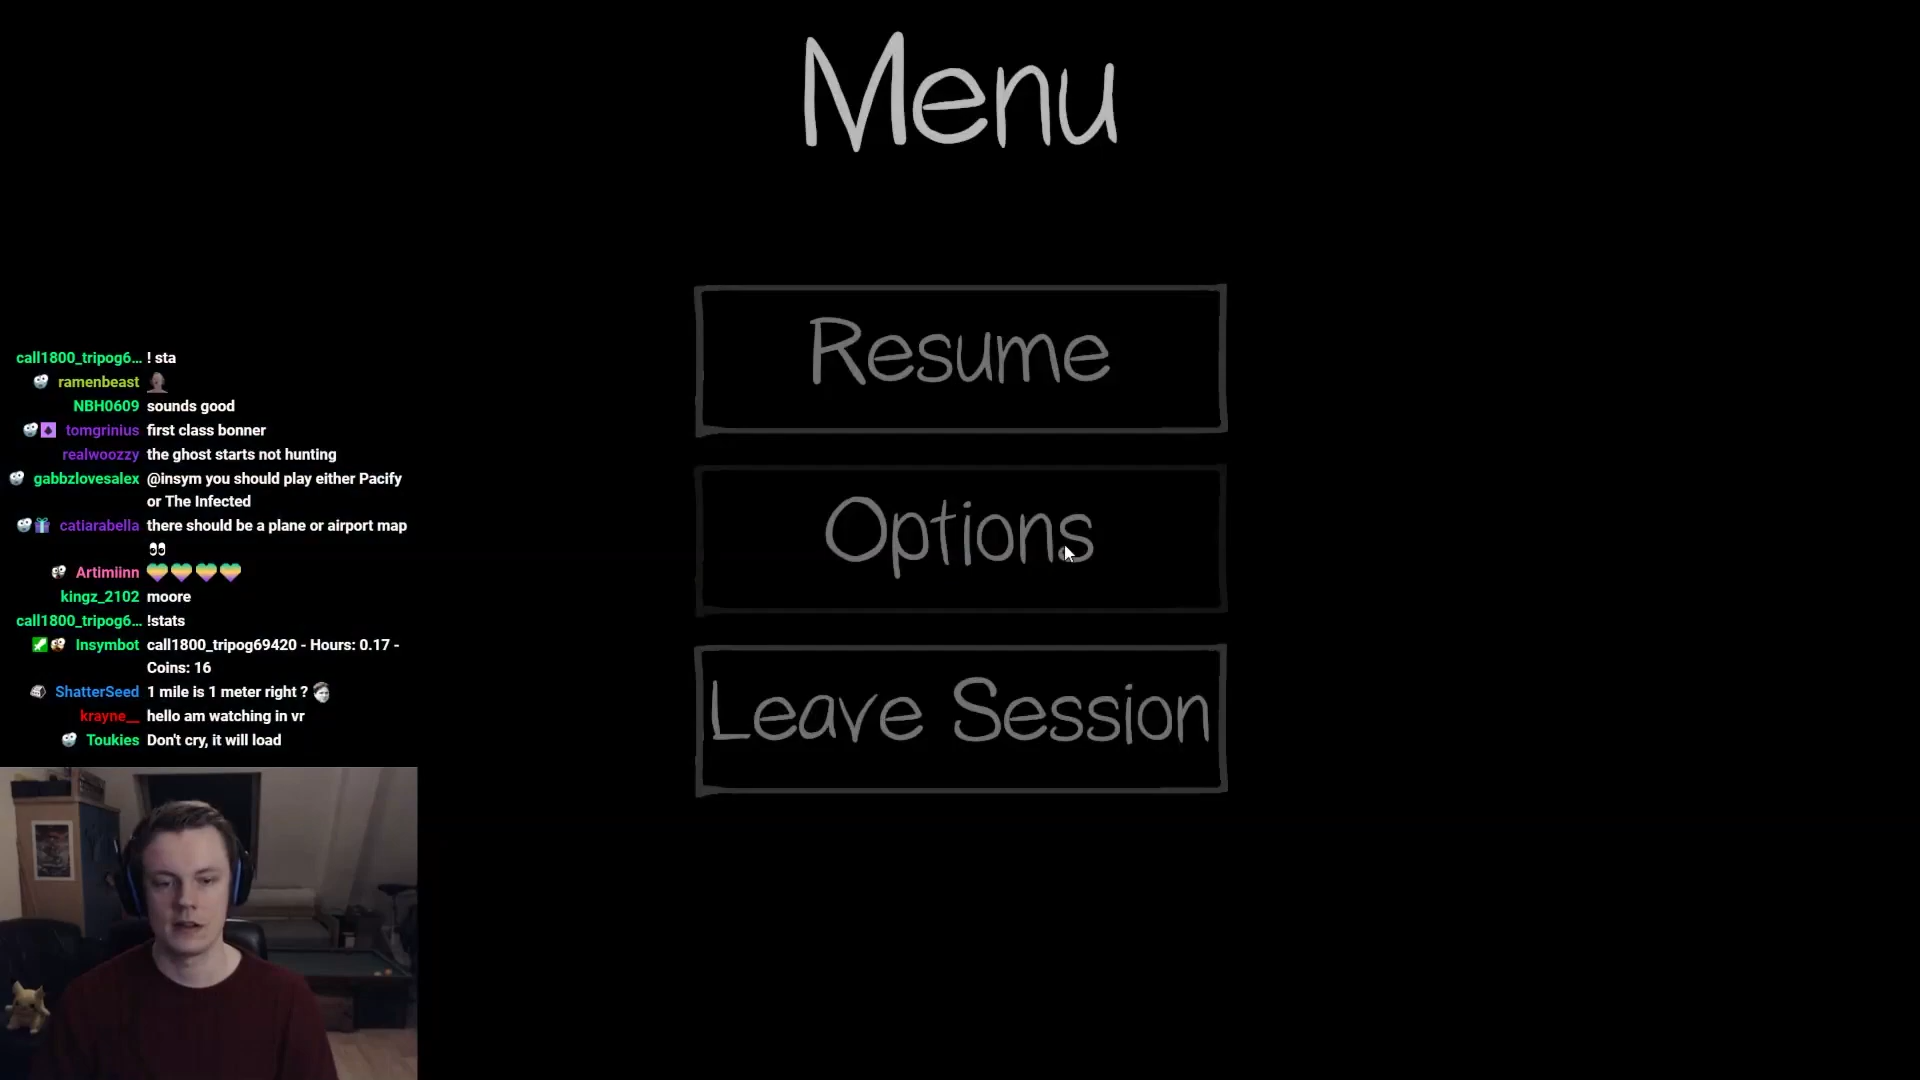 Menu
Resume
Options
Leave Session
call1800_tripog6... ! sta
ramenbeast
NBH0609 sounds good
tomgrinius first class bonner
realwoozzy the ghost starts not hunting
gabbzlovesalex @insym you should play either Pacify
or The Infected
catiarabella there should be a plane or airport map
Artimiinn
kingz_2102 moore
call1800_tripog6... !stats
Insymbot call1800_tripog69420 - Hours: 0.17 -
Coins: 16
ShatterSeed 1 mile is 1 meter right ?
krayne__ hello am watching in vr
Toukies Don't cry, it will load